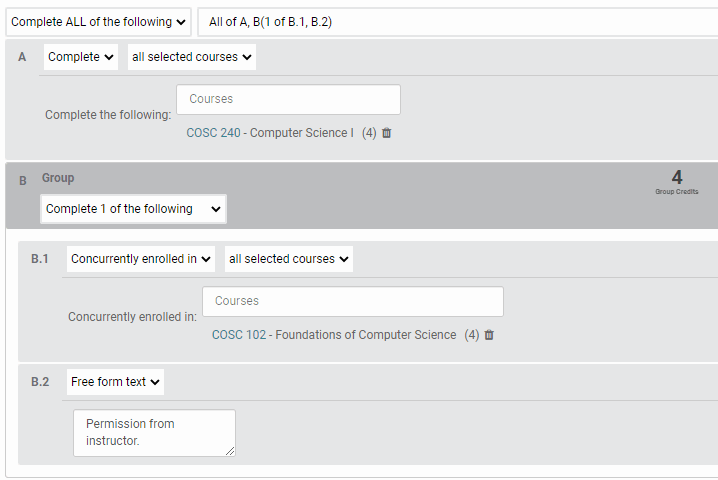 Complete ALL of the following All of A, B(1 of B.1, B.2)
A Complete all selected courses
Courses
Complete the following:
COSC 240 - Computer Science I (4)
B Group 4
Group Credits
Complete 1 of the following
B.1 Concurrently enrolled in all selected courses
Courses
Concurrently enrolled in:
COSC 102 - Foundations of Computer Science (4)
B.2 Free form text
Permission from
instructor.